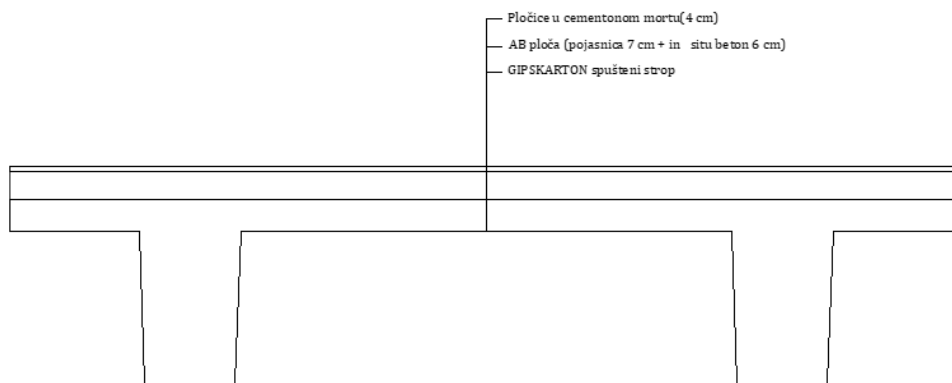 Pločice u cementonom mortu(4 cm)
AB ploča (pojasnica 7 cm + in situ beton 6 cm)
GIPSKARTON spušteni strop